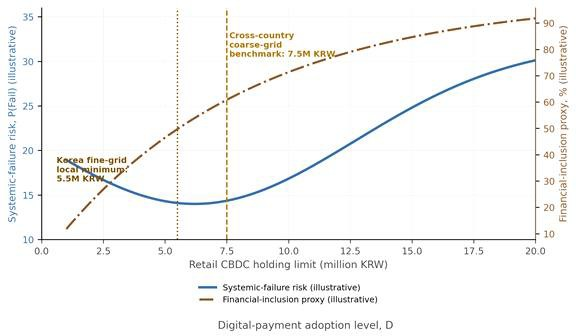 35
30
25
20
15
10
Systemic-failure risk, P(Fail) (illustrative)
Cross-country
coarse-grid
benchmark: 7.5M KRW
Korea fine-grid
local minimum:
5.5M KRW
90
80
70
60
50
40
30
20
10
Financial-inclusion proxy, % (illustrative)
0.0 2.5 5.0 7.5 10.0 12.5 15.0 17.5 20.0
Retail CBDC holding limit (million KRW)
Systemic-failure risk (illustrative)
Financial-inclusion proxy (illustrative)
Digital-payment adoption level, D